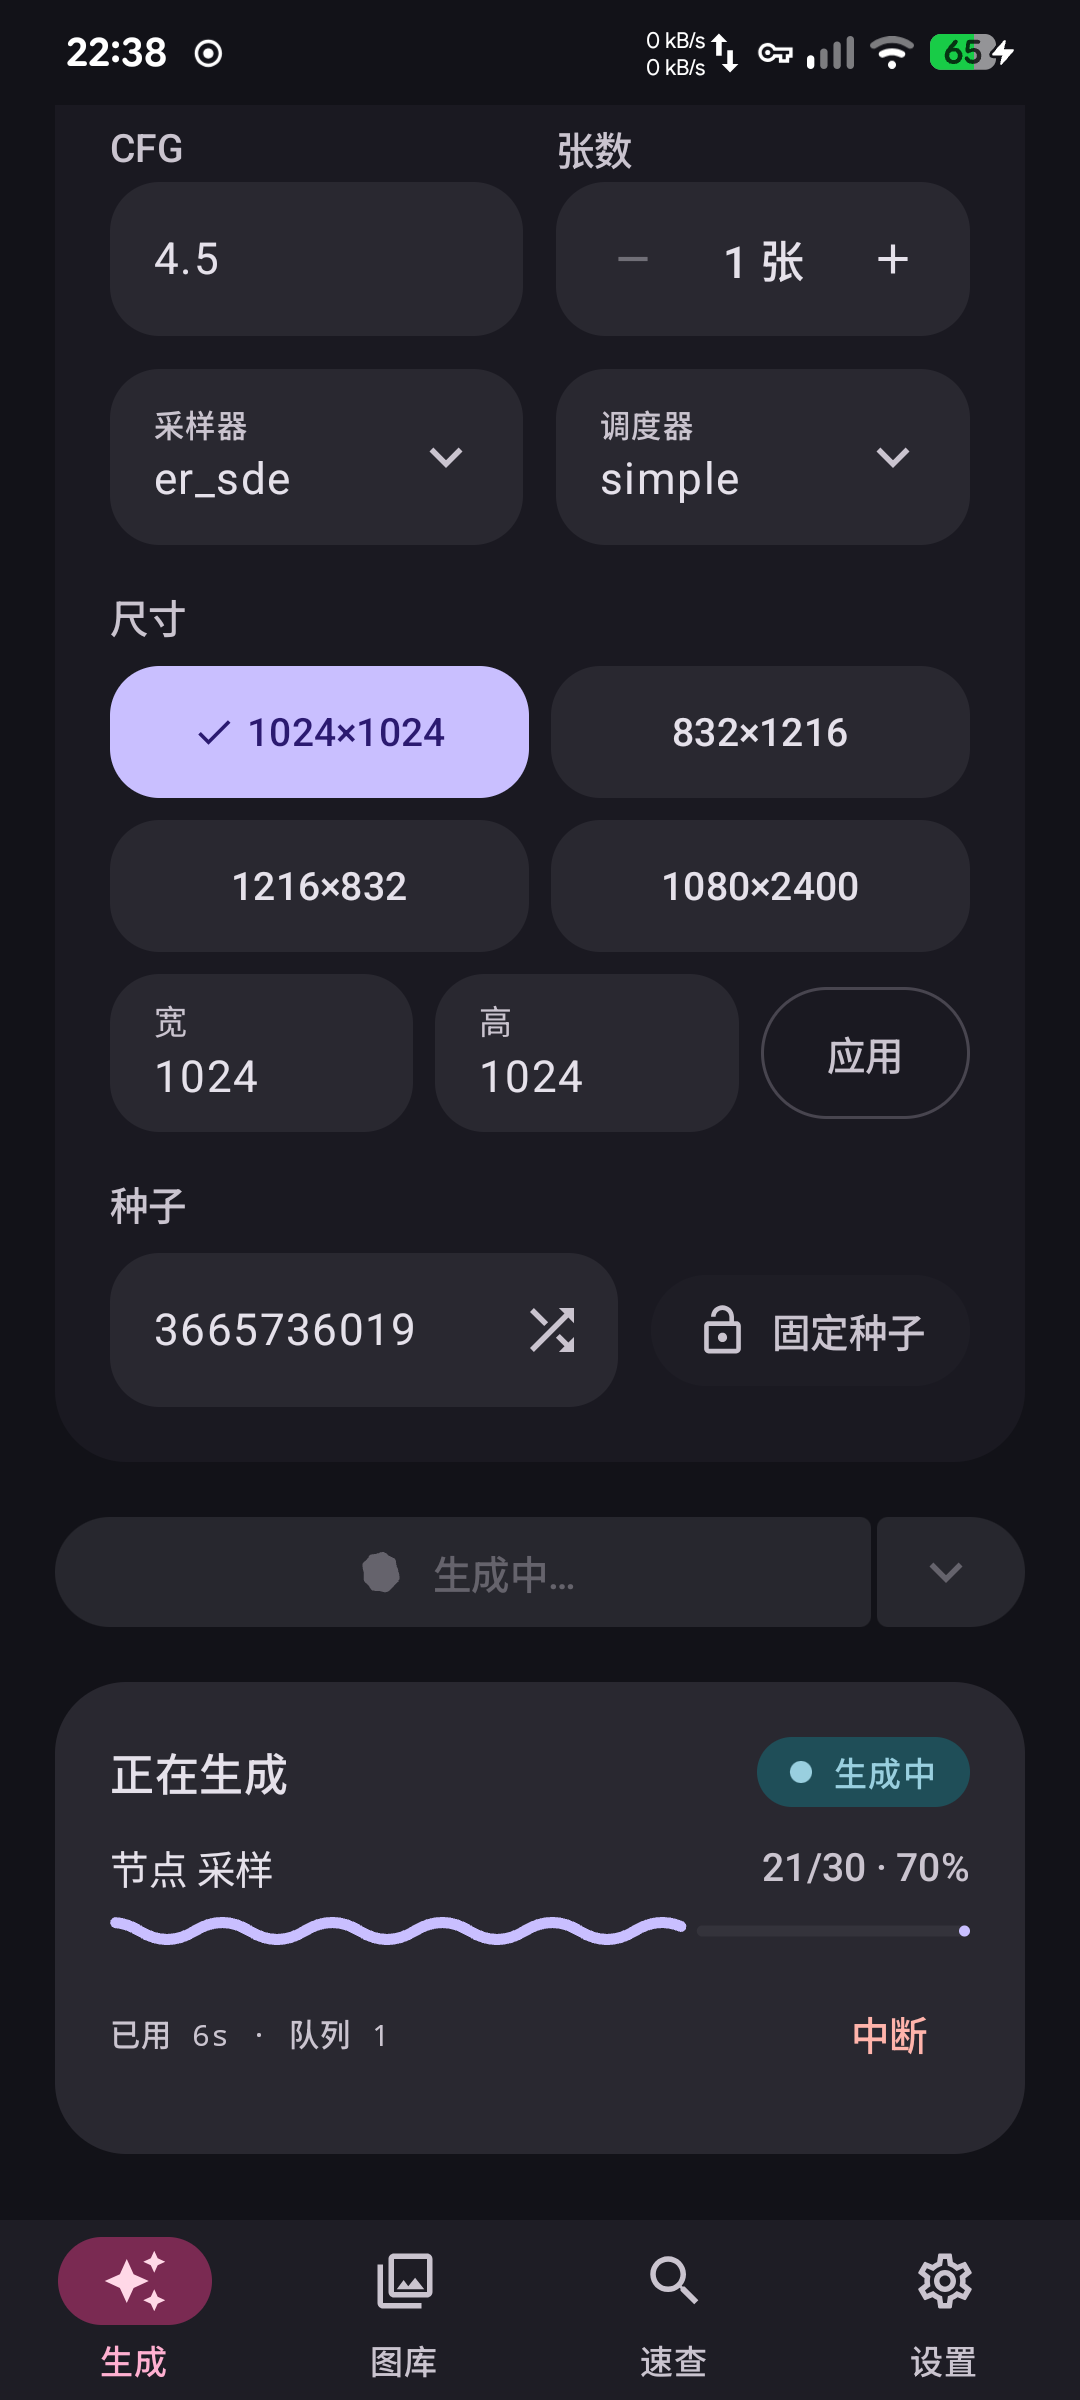 22:38
0 kB/s
0 kB/s
65
CFG
张数
4.5
1 张
采样器
er_sde
调度器
simple
尺寸
1024×1024
832×1216
1216×832
1080×2400
宽
1024
高
1024
应用
种子
3665736019
固定种子
生成中...
正在生成
生成中
节点 采样
21/30 · 70%
已用 6s · 队列 1
中断
生成
图库
速查
设置